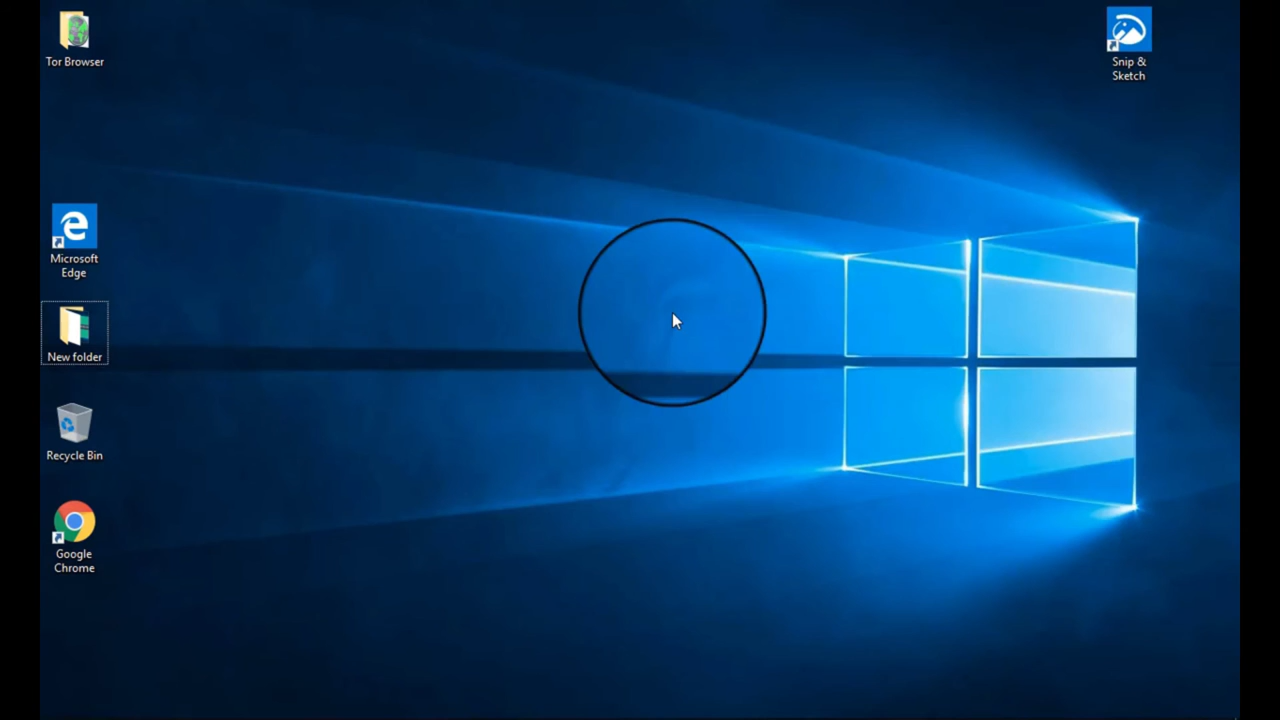 Tor Browser
Snip &
Sketch
Microsoft
Edge
New folder
Recycle Bin
Google
Chrome